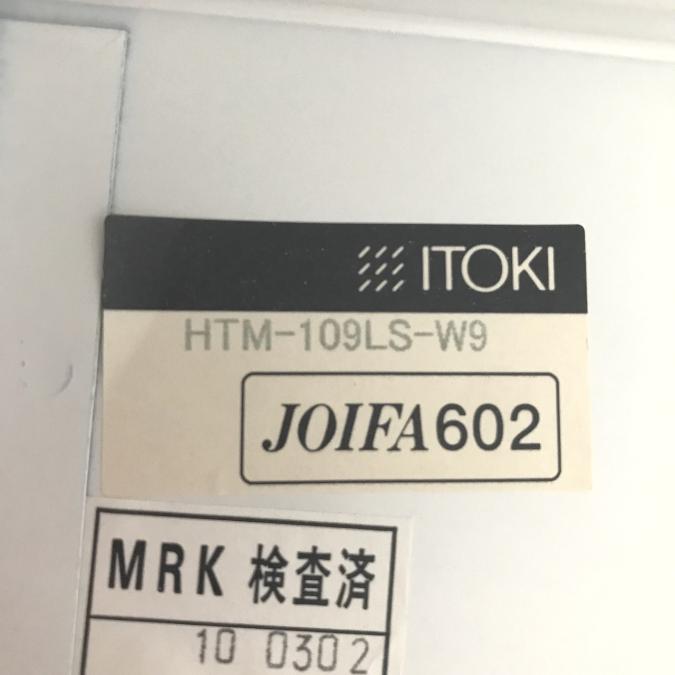 ITOKI
HTM-109LS-W9
JOIFA602
MRK 検査済
10 0302